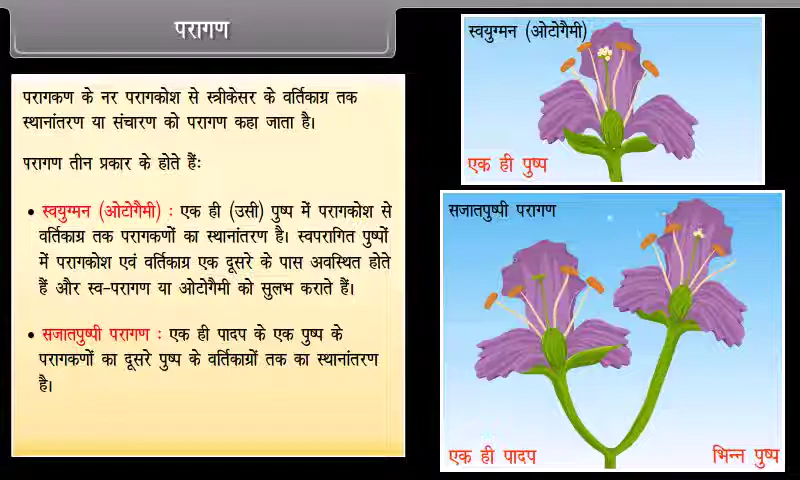 परागण
परागकण के नर परागकोश से स्त्रीकेसर के वर्तिकाग्र तक
स्थानांतरण या संचारण को परागण कहा जाता है।
परागण तीन प्रकार के होते हैंः
• स्वयुग्मन (ओटोगैमी) : एक ही (उसी) पुष्प में परागकोश से
वर्तिकाग्र तक परागकणों का स्थानांतरण है। स्वपरागित पुष्पों
में परागकोश एवं वर्तिकाग्र एक दूसरे के पास अवस्थित होते
हैं और स्व-परागण या ओटोगैमी को सुलभ कराते हैं।
• सजातपुष्पी परागण : एक ही पादप के एक पुष्प के
परागकणों का दूसरे पुष्प के वर्तिकाग्रों तक का स्थानांतरण
है।
स्वयुग्मन (ओटोगैमी)
एक ही पुष्प
सजातपुष्पी परागण
एक ही पादप
भिन्न पुष्प